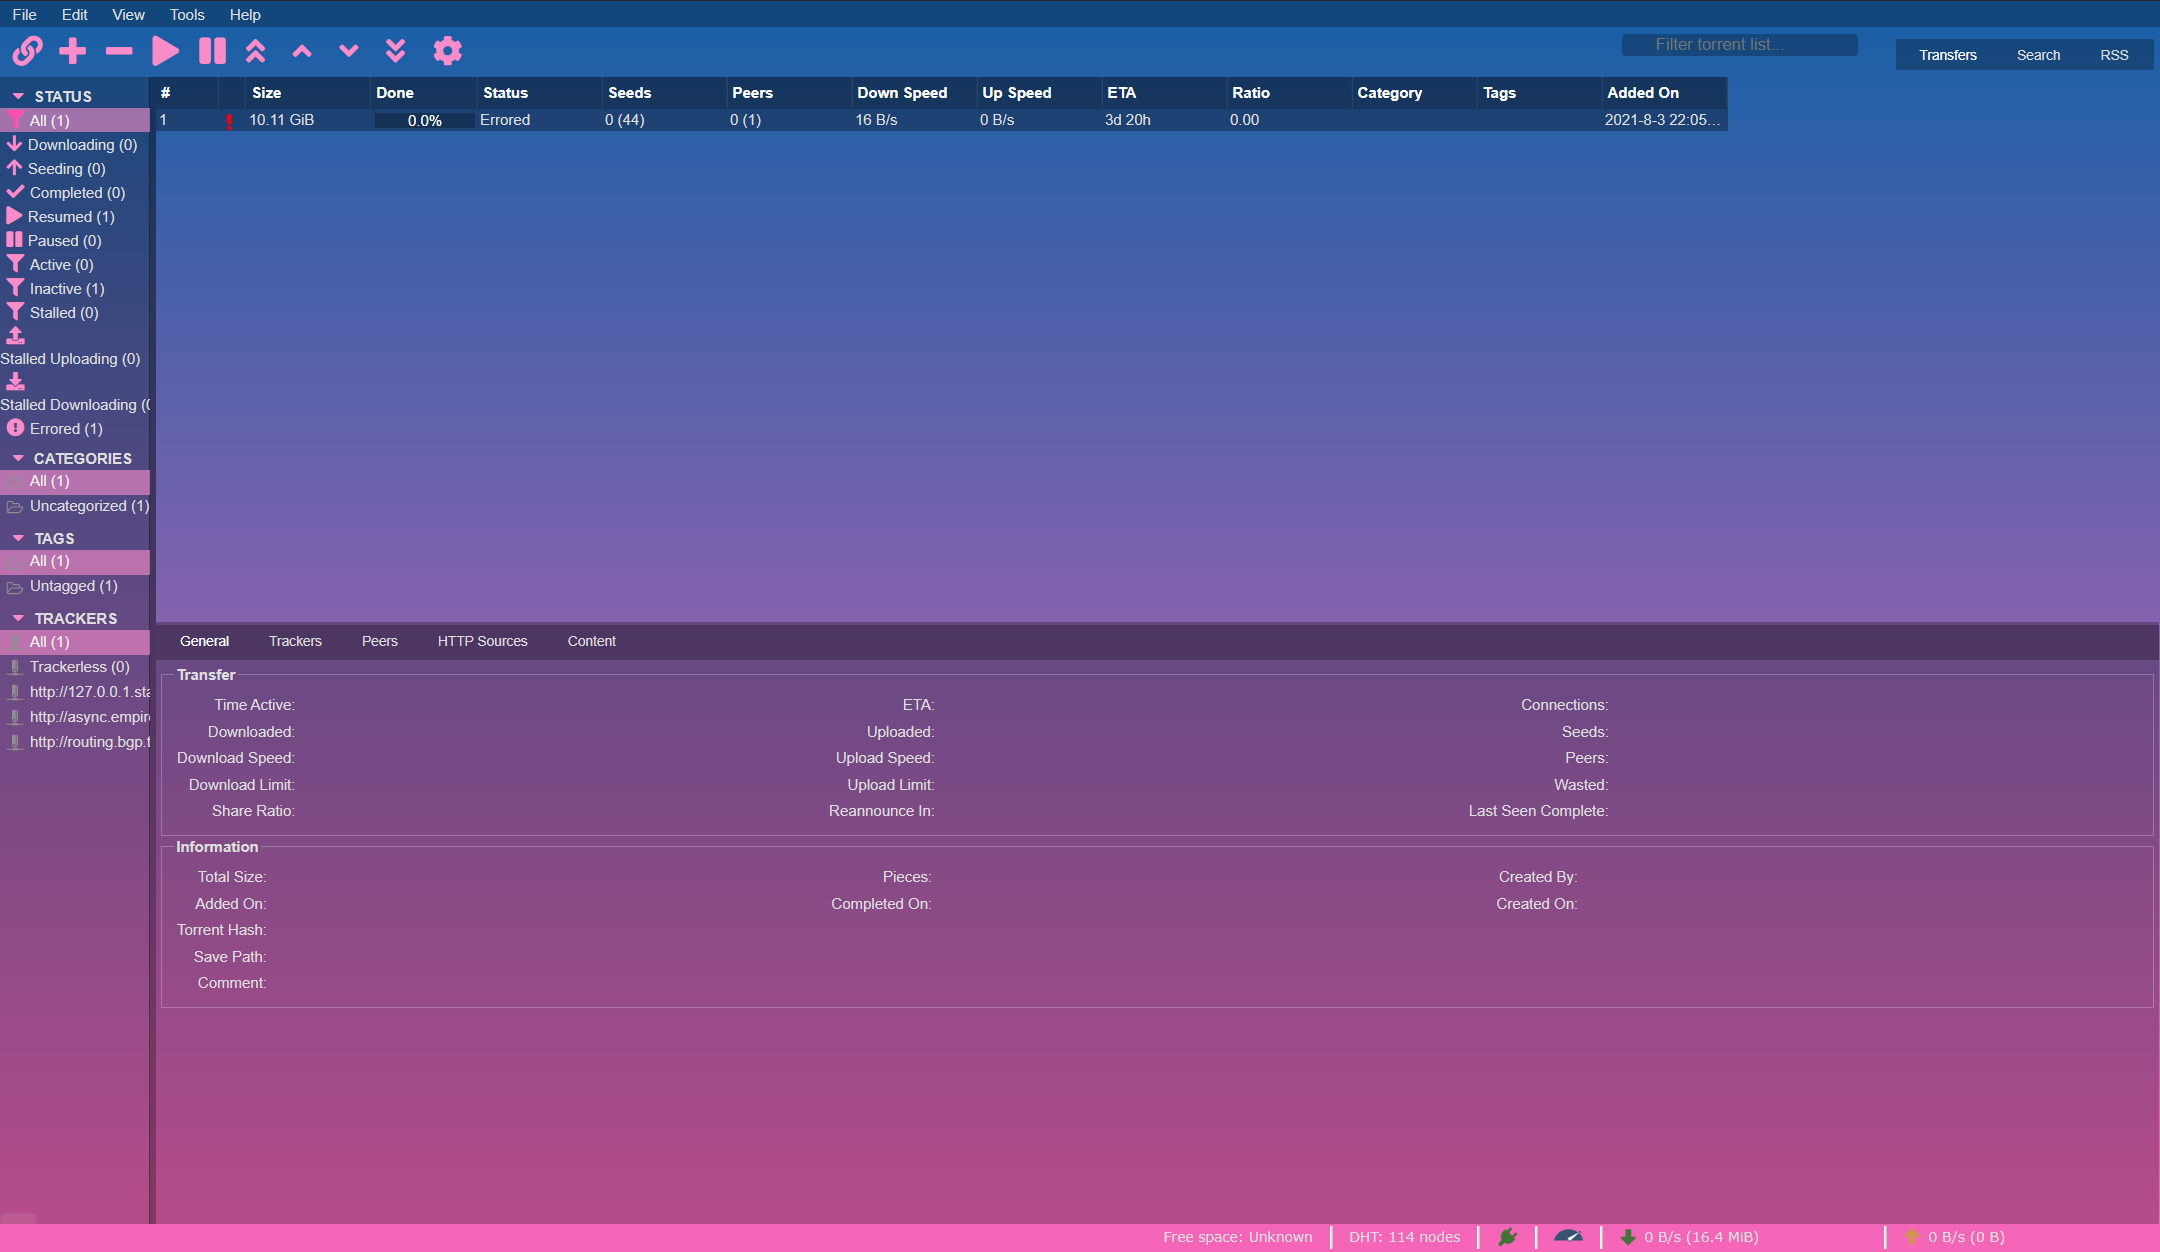 File Edit View Tools Help
Filter torrent list...
Transfers Search RSS
# Size Done Status Seeds Peers Down Speed Up Speed ETA Ratio Category Tags Added On
1 ! 10.11 GiB 0.0% Errored 0 (44) 0 (1) 16 B/s 0 B/s 3d 20h 0.00 2021-8-3 22:05...
STATUS
All (1)
Downloading (0)
Seeding (0)
Completed (0)
Resumed (1)
Paused (0)
Active (0)
Inactive (1)
Stalled (0)
Stalled Uploading (0)
Stalled Downloading (0
Errored (1)
CATEGORIES
All (1)
Uncategorized (1)
TAGS
All (1)
Untagged (1)
TRACKERS
All (1)
Trackerless (0)
http://127.0.0.1.sta
http://async.empire
http://routing.bgp.t
General Trackers Peers HTTP Sources Content
Transfer
Time Active: ETA: Connections:
Downloaded: Uploaded: Seeds:
Download Speed: Upload Speed: Peers:
Download Limit: Upload Limit: Wasted:
Share Ratio: Reannounce In: Last Seen Complete:
Information
Total Size: Pieces: Created By:
Added On: Completed On: Created On:
Torrent Hash:
Save Path:
Comment:
Free space: Unknown DHT: 114 nodes 0 B/s (16.4 MiB) 0 B/s (0 B)